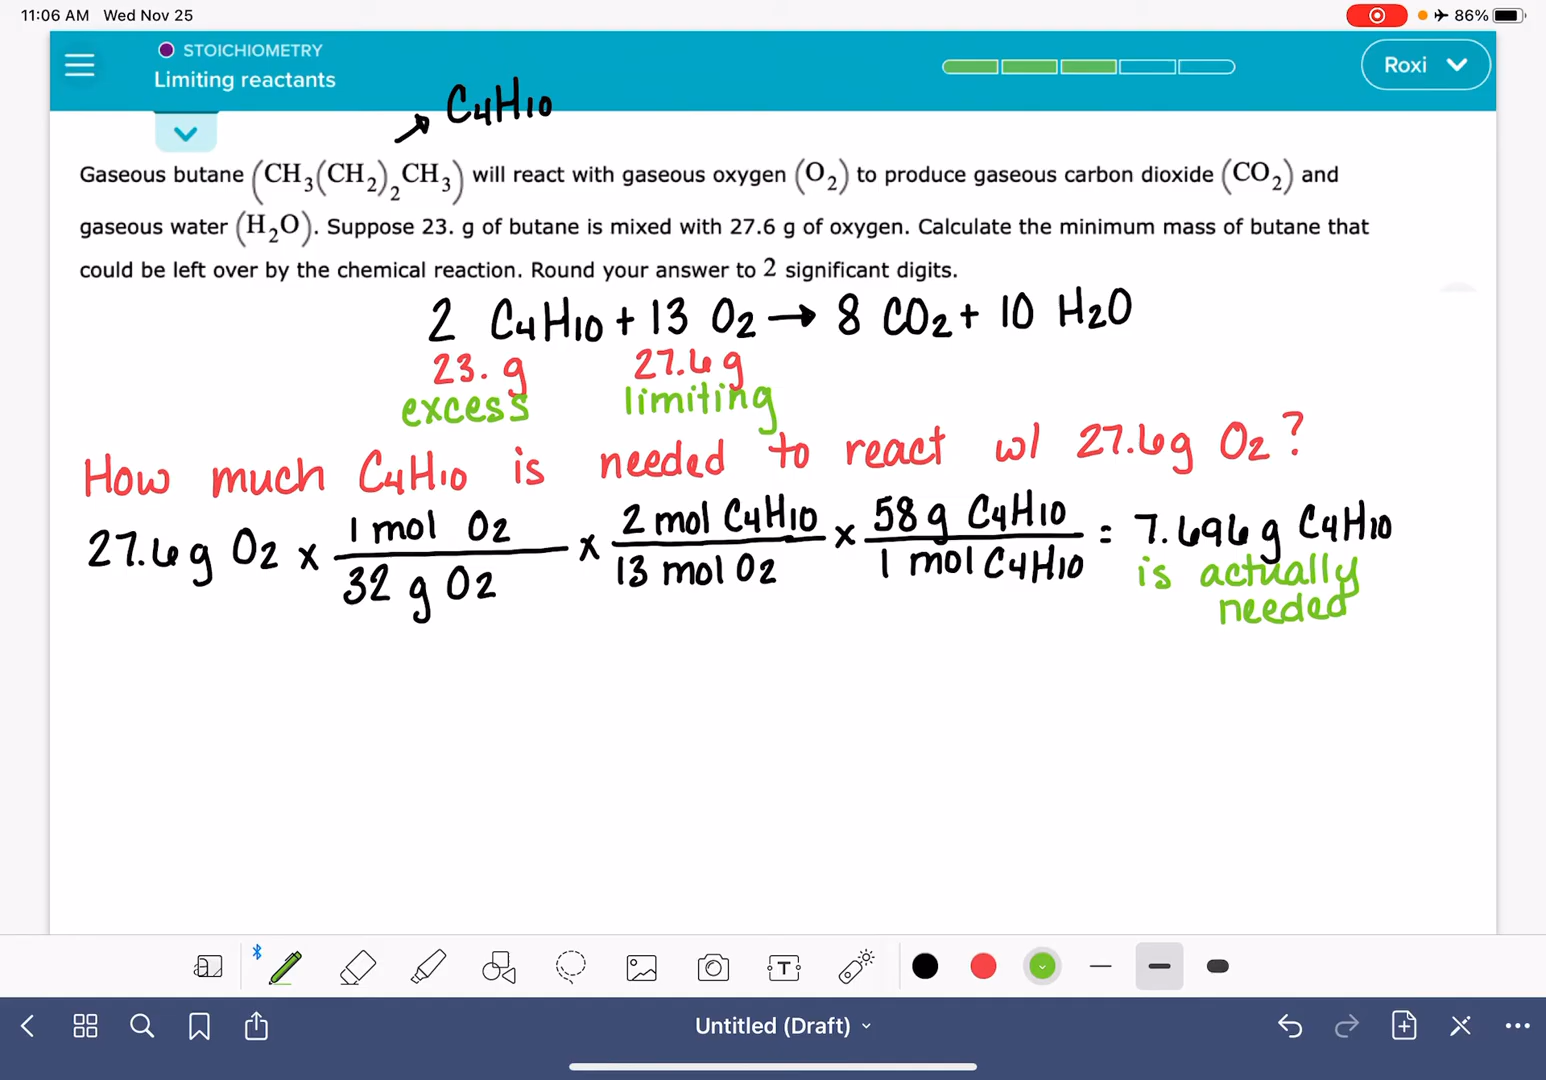 11:06 AM Wed Nov 25 86%
STOICHIOMETRY
Limiting reactants
Roxi
C4H10
Gaseous butane (CH3(CH2)2CH3) will react with gaseous oxygen (O2) to produce gaseous carbon dioxide (CO2) and
gaseous water (H2O). Suppose 23. g of butane is mixed with 27.6 g of oxygen. Calculate the minimum mass of butane that
could be left over by the chemical reaction. Round your answer to 2 significant digits.
2 C4H10 + 13 O2 → 8 CO2 + 10 H2O
23. g 27.6g
excess limiting
How much C4H10 is needed to react w/ 27.6g O2?
27.6g O2 x 1 mol O2 / 32 g O2 x 2 mol C4H10 / 13 mol O2 x 58 g C4H10 / 1 mol C4H10 = 7.696g C4H10
is actually
needed
a
T
Untitled (Draft)